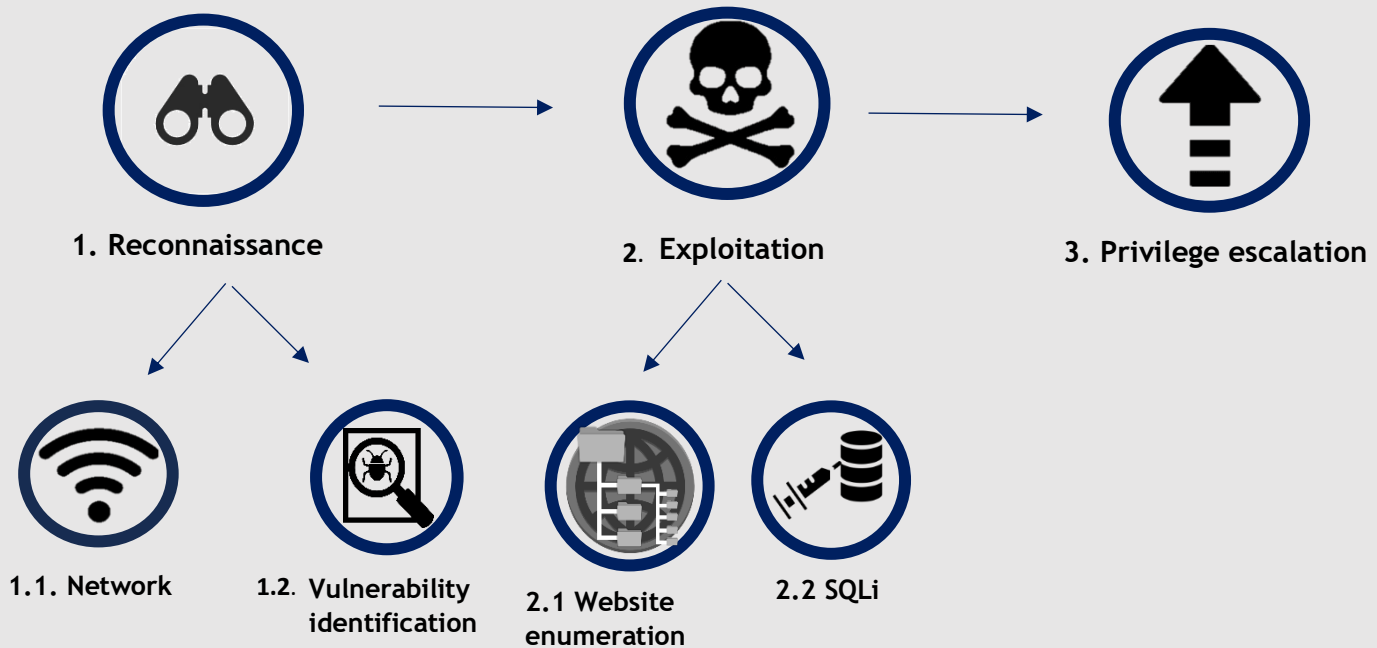 1. Reconnaissance
2. Exploitation
3. Privilege escalation
1.1. Network
1.2. Vulnerability
identification
2.1 Website
enumeration
2.2 SQLi